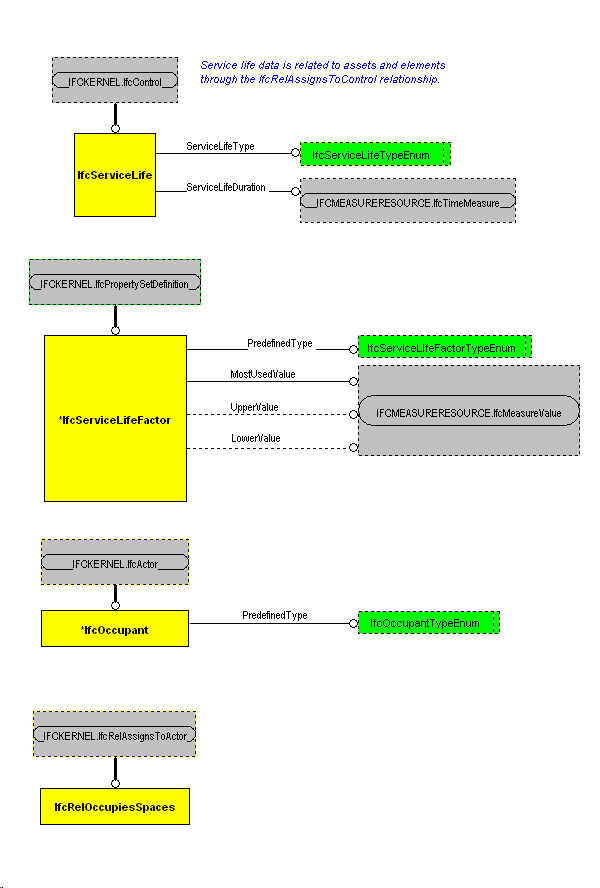 Service life data is related to assets and elements
through the IfcRelAssignsToControl relationship.
IFCKERNEL.IfcControl
IfcServiceLife
ServiceLifeType
IfcServiceLifeTypeEnum
ServiceLifeDuration
IFCMEASURERESOURCE.IfcTimeMeasure
IFCKERNEL.IfcPropertySetDefinition
*IfcServiceLifeFactor
PredefinedType
IfcServiceLifeFactorTypeEnum
MostUsedValue
UpperValue
IFCMEASURERESOURCE.IfcMeasureValue
LowerValue
IFCKERNEL.IfcActor
*IfcOccupant
PredefinedType
IfcOccupantTypeEnum
IFCKERNEL.IfcRelAssignsToActor
IfcRelOccupiesSpaces